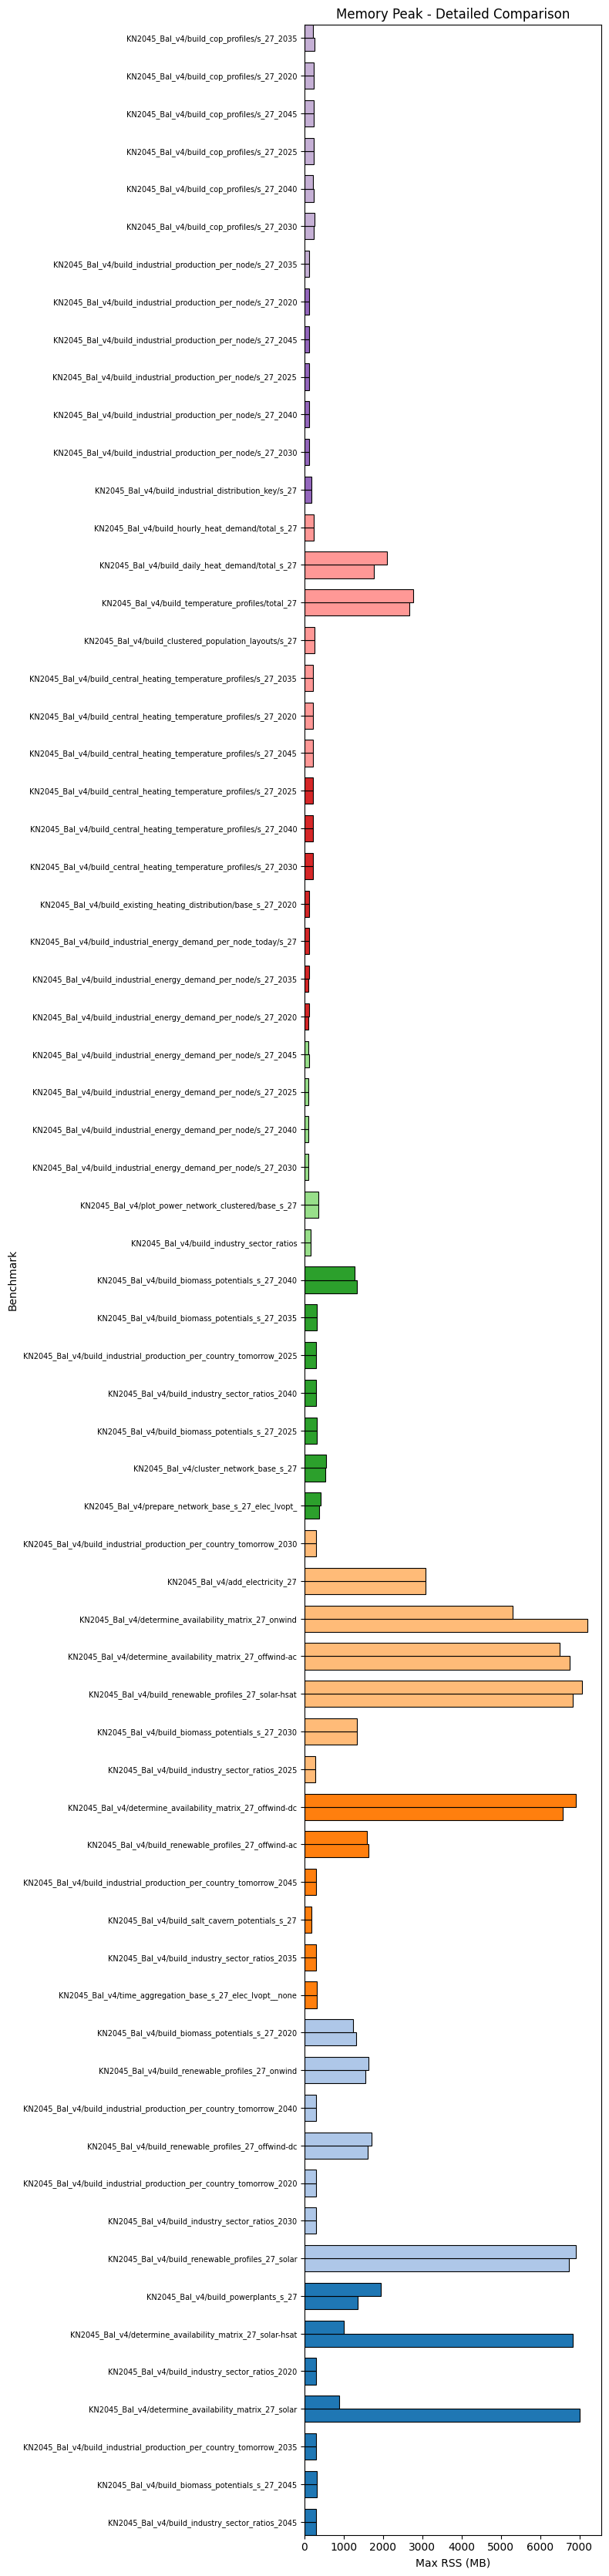 Memory Peak - Detailed Comparison
KN2045_Bal_v4/build_cop_profiles/s_27_2035
KN2045_Bal_v4/build_cop_profiles/s_27_2020
KN2045_Bal_v4/build_cop_profiles/s_27_2045
KN2045_Bal_v4/build_cop_profiles/s_27_2025
KN2045_Bal_v4/build_cop_profiles/s_27_2040
KN2045_Bal_v4/build_cop_profiles/s_27_2030
KN2045_Bal_v4/build_industrial_production_per_node/s_27_2035
KN2045_Bal_v4/build_industrial_production_per_node/s_27_2020
KN2045_Bal_v4/build_industrial_production_per_node/s_27_2045
KN2045_Bal_v4/build_industrial_production_per_node/s_27_2025
KN2045_Bal_v4/build_industrial_production_per_node/s_27_2040
KN2045_Bal_v4/build_industrial_production_per_node/s_27_2030
KN2045_Bal_v4/build_industrial_distribution_key/s_27
KN2045_Bal_v4/build_hourly_heat_demand/total_s_27
KN2045_Bal_v4/build_daily_heat_demand/total_s_27
KN2045_Bal_v4/build_temperature_profiles/total_27
KN2045_Bal_v4/build_clustered_population_layouts/s_27
KN2045_Bal_v4/build_central_heating_temperature_profiles/s_27_2035
KN2045_Bal_v4/build_central_heating_temperature_profiles/s_27_2020
KN2045_Bal_v4/build_central_heating_temperature_profiles/s_27_2045
KN2045_Bal_v4/build_central_heating_temperature_profiles/s_27_2025
KN2045_Bal_v4/build_central_heating_temperature_profiles/s_27_2040
KN2045_Bal_v4/build_central_heating_temperature_profiles/s_27_2030
KN2045_Bal_v4/build_existing_heating_distribution/base_s_27_2020
KN2045_Bal_v4/build_industrial_energy_demand_per_node_today/s_27
KN2045_Bal_v4/build_industrial_energy_demand_per_node/s_27_2035
KN2045_Bal_v4/build_industrial_energy_demand_per_node/s_27_2020
KN2045_Bal_v4/build_industrial_energy_demand_per_node/s_27_2045
KN2045_Bal_v4/build_industrial_energy_demand_per_node/s_27_2025
KN2045_Bal_v4/build_industrial_energy_demand_per_node/s_27_2040
KN2045_Bal_v4/build_industrial_energy_demand_per_node/s_27_2030
KN2045_Bal_v4/plot_power_network_clustered/base_s_27
KN2045_Bal_v4/build_industry_sector_ratios
KN2045_Bal_v4/build_biomass_potentials_s_27_2040
KN2045_Bal_v4/build_biomass_potentials_s_27_2035
KN2045_Bal_v4/build_industrial_production_per_country_tomorrow_2025
KN2045_Bal_v4/build_industry_sector_ratios_2040
KN2045_Bal_v4/build_biomass_potentials_s_27_2025
KN2045_Bal_v4/cluster_network_base_s_27
KN2045_Bal_v4/prepare_network_base_s_27_elec_lvopt_
KN2045_Bal_v4/build_industrial_production_per_country_tomorrow_2030
KN2045_Bal_v4/add_electricity_27
KN2045_Bal_v4/determine_availability_matrix_27_onwind
KN2045_Bal_v4/determine_availability_matrix_27_offwind-ac
KN2045_Bal_v4/build_renewable_profiles_27_solar-hsat
KN2045_Bal_v4/build_biomass_potentials_s_27_2030
KN2045_Bal_v4/build_industry_sector_ratios_2025
KN2045_Bal_v4/determine_availability_matrix_27_offwind-dc
KN2045_Bal_v4/build_renewable_profiles_27_offwind-ac
KN2045_Bal_v4/build_industrial_production_per_country_tomorrow_2045
KN2045_Bal_v4/build_salt_cavern_potentials_s_27
KN2045_Bal_v4/build_industry_sector_ratios_2035
KN2045_Bal_v4/time_aggregation_base_s_27_elec_lvopt__none
KN2045_Bal_v4/build_biomass_potentials_s_27_2020
KN2045_Bal_v4/build_renewable_profiles_27_onwind
KN2045_Bal_v4/build_industrial_production_per_country_tomorrow_2040
KN2045_Bal_v4/build_renewable_profiles_27_offwind-dc
KN2045_Bal_v4/build_industrial_production_per_country_tomorrow_2020
KN2045_Bal_v4/build_industry_sector_ratios_2030
KN2045_Bal_v4/build_renewable_profiles_27_solar
KN2045_Bal_v4/build_powerplants_s_27
KN2045_Bal_v4/determine_availability_matrix_27_solar-hsat
KN2045_Bal_v4/build_industry_sector_ratios_2020
KN2045_Bal_v4/determine_availability_matrix_27_solar
KN2045_Bal_v4/build_industrial_production_per_country_tomorrow_2035
KN2045_Bal_v4/build_biomass_potentials_s_27_2045
KN2045_Bal_v4/build_industry_sector_ratios_2045
Benchmark
0 1000 2000 3000 4000 5000 6000 7000
Max RSS (MB)